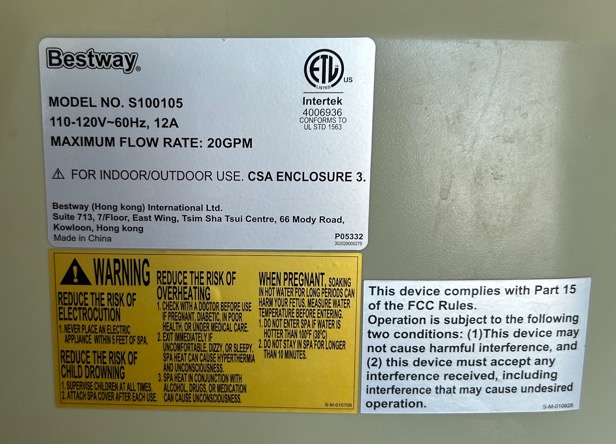 Bestway®
ETL
LISTED
US
Intertek
4006936
CONFORMS TO
UL STD 1563
MODEL NO. S100105
110-120V~60Hz, 12A
MAXIMUM FLOW RATE: 20GPM
⚠ FOR INDOOR/OUTDOOR USE. CSA ENCLOSURE 3.
Bestway (Hong kong) International Ltd.
Suite 713, 7/Floor, East Wing, Tsim Sha Tsui Centre, 66 Mody Road,
Kowloon, Hong kong
Made in China
P05332
302029000279
⚠ WARNING
REDUCE THE RISK OF
ELECTROCUTION
1. NEVER PLACE AN ELECTRIC
APPLIANCE WITHIN 5 FEET OF SPA.
REDUCE THE RISK OF
CHILD DROWNING
1. SUPERVISE CHILDREN AT ALL TIMES.
2. ATTACH SPA COVER AFTER EACH USE.
REDUCE THE RISK OF
OVERHEATING
1. CHECK WITH A DOCTOR BEFORE USE
IF PREGNANT, DIABETIC, IN POOR
HEALTH, OR UNDER MEDICAL CARE.
2. EXIT IMMEDIATELY IF
UNCOMFORTABLE, DIZZY, OR SLEEPY.
SPA HEAT CAN CAUSE HYPERTHERMIA
AND UNCONSCIOUSNESS.
3. SPA HEAT IN CONJUNCTION WITH
ALCOHOL, DRUGS, OR MEDICATION
CAN CAUSE UNCONSCIOUSNESS.
WHEN PREGNANT, SOAKING
IN HOT WATER FOR LONG PERIODS CAN
HARM YOUR FETUS. MEASURE WATER
TEMPERATURE BEFORE ENTERING.
1. DO NOT ENTER SPA IF WATER IS
HOTTER THAN 100°F (38°C)
2. DO NOT STAY IN SPA FOR LONGER
THAN 10 MINUTES.
S-M-010709
This device complies with Part 15
of the FCC Rules.
Operation is subject to the following
two conditions: (1)This device may
not cause harmful interference, and
(2) this device must accept any
interference received, including
interference that may cause undesired
operation.
S-M-010828